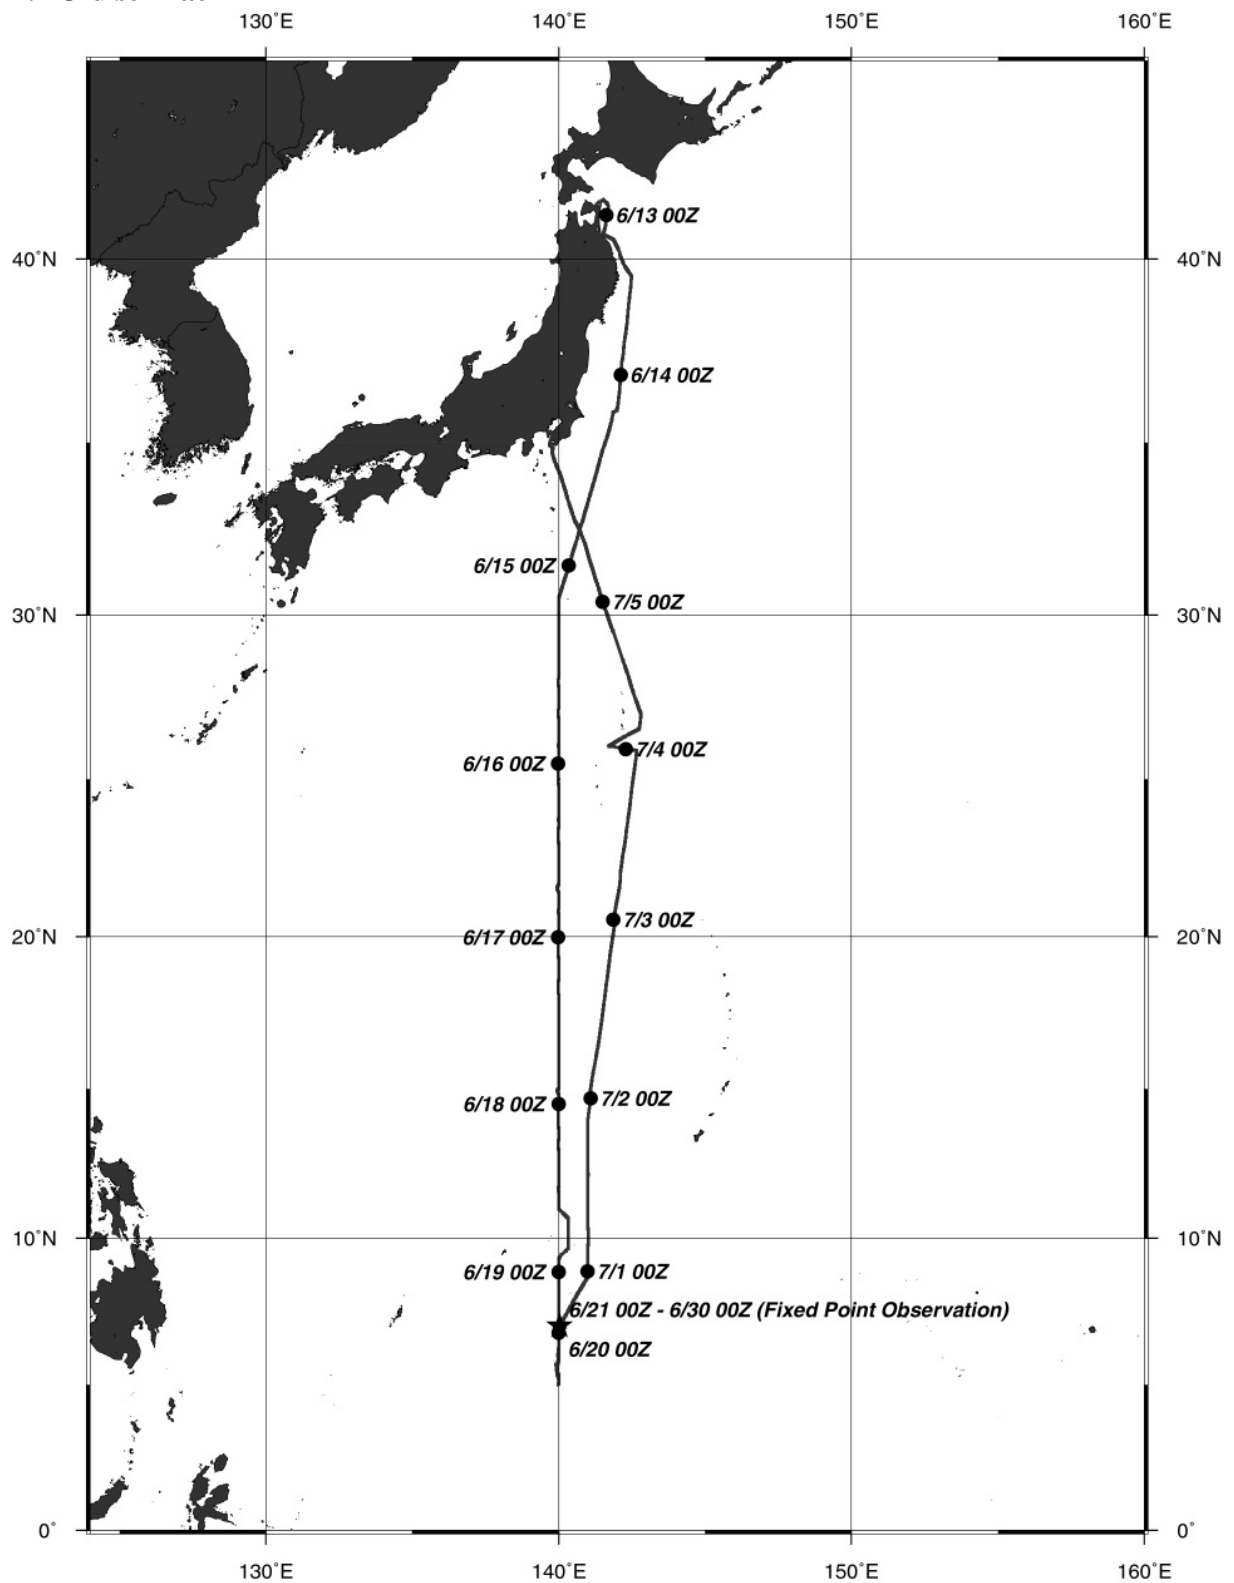 130°E 140°E 150°E 160°E
6/13 00Z
40°N 40°N
6/14 00Z
6/15 00Z
7/5 00Z
30°N 30°N
7/4 00Z
6/16 00Z
7/3 00Z
20°N 6/17 00Z 20°N
7/2 00Z
6/18 00Z
10°N 10°N
6/19 00Z 7/1 00Z
6/21 00Z - 6/30 00Z (Fixed Point Observation)
6/20 00Z
0° 0°
130°E 140°E 150°E 160°E